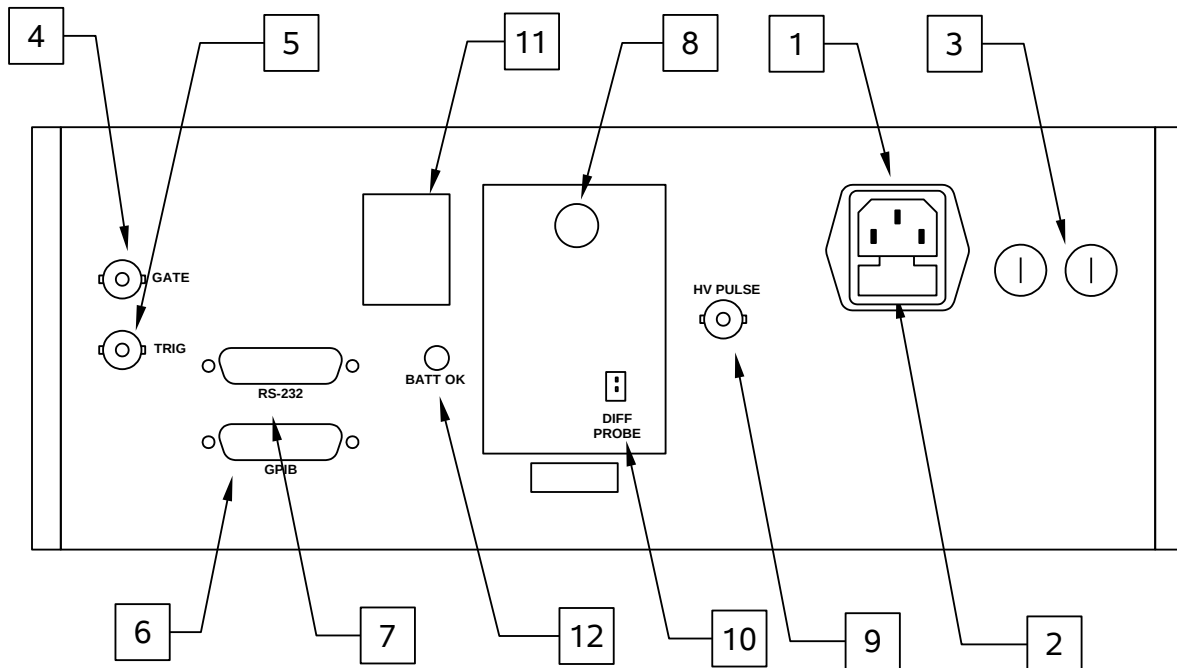 4
5
11
8
1
3
GATE
TRIG
HV PULSE
BATT OK
RS-232
DIFF
PROBE
GPIB
6
7
12
10
9
2